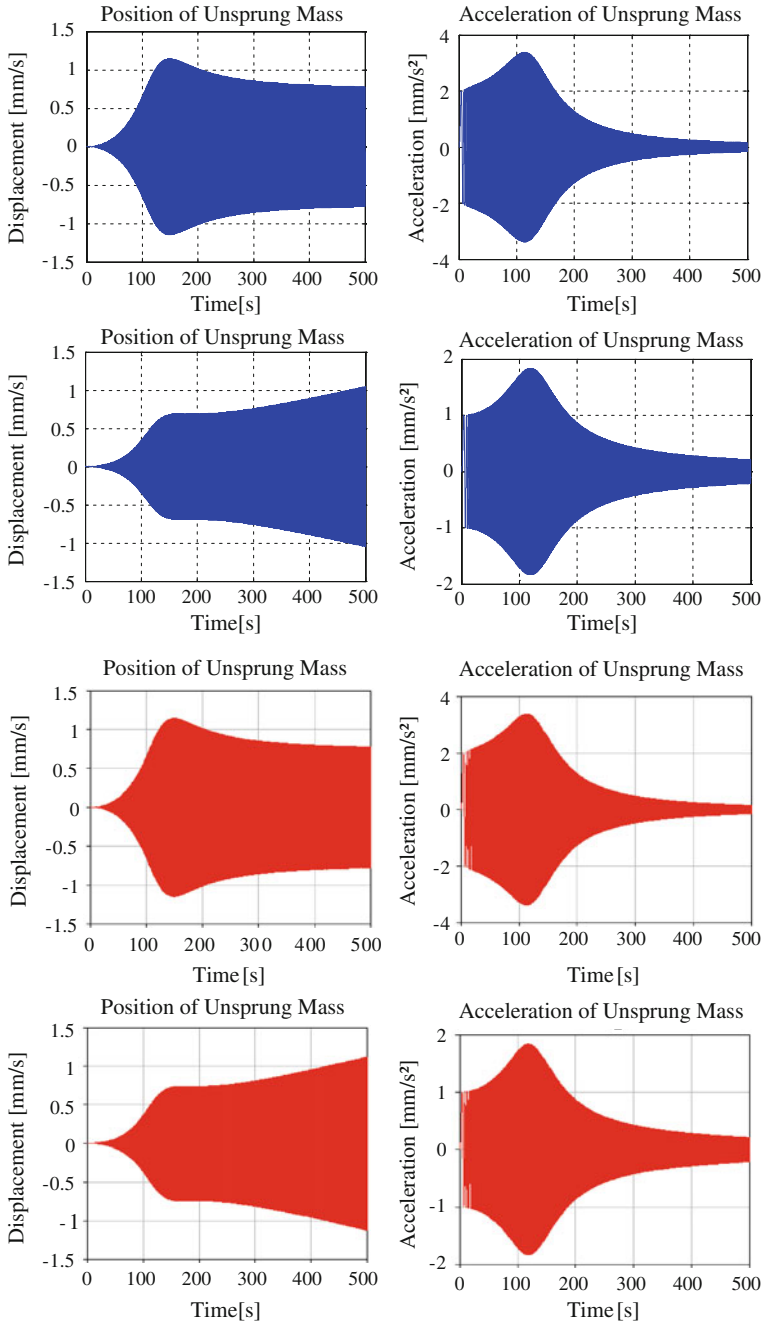 Position of Unsprung Mass
Displacement [mm/s]
1.5
1
0.5
0
-0.5
-1
-1.5
0 100 200 300 400 500
Time[s]
Acceleration of Unsprung Mass
Acceleration [mm/s²]
4
2
0
-2
-4
0 100 200 300 400 500
Time[s]
Position of Unsprung Mass
Displacement [mm/s]
1.5
1
0.5
0
-0.5
-1
-1.5
0 100 200 300 400 500
Time[s]
Acceleration of Unsprung Mass
Acceleration [mm/s²]
2
1
0
-1
-2
0 100 200 300 400 500
Time[s]
Position of Unsprung Mass
Displacement [mm/s]
1.5
1
0.5
0
-0.5
-1
-1.5
0 100 200 300 400 500
Time[s]
Acceleration of Unsprung Mass
Acceleration [mm/s²]
4
2
0
-2
-4
0 100 200 300 400 500
Time [s]
Position of Unsprung Mass
Displacement [mm/s]
1.5
1
0.5
0
-0.5
-1
-1.5
0 100 200 300 400 500
Time[s]
Acceleration of Unsprung Mass
Acceleration [mm/s²]
2
1
0
-1
-2
0 100 200 300 400 500
Time [s]